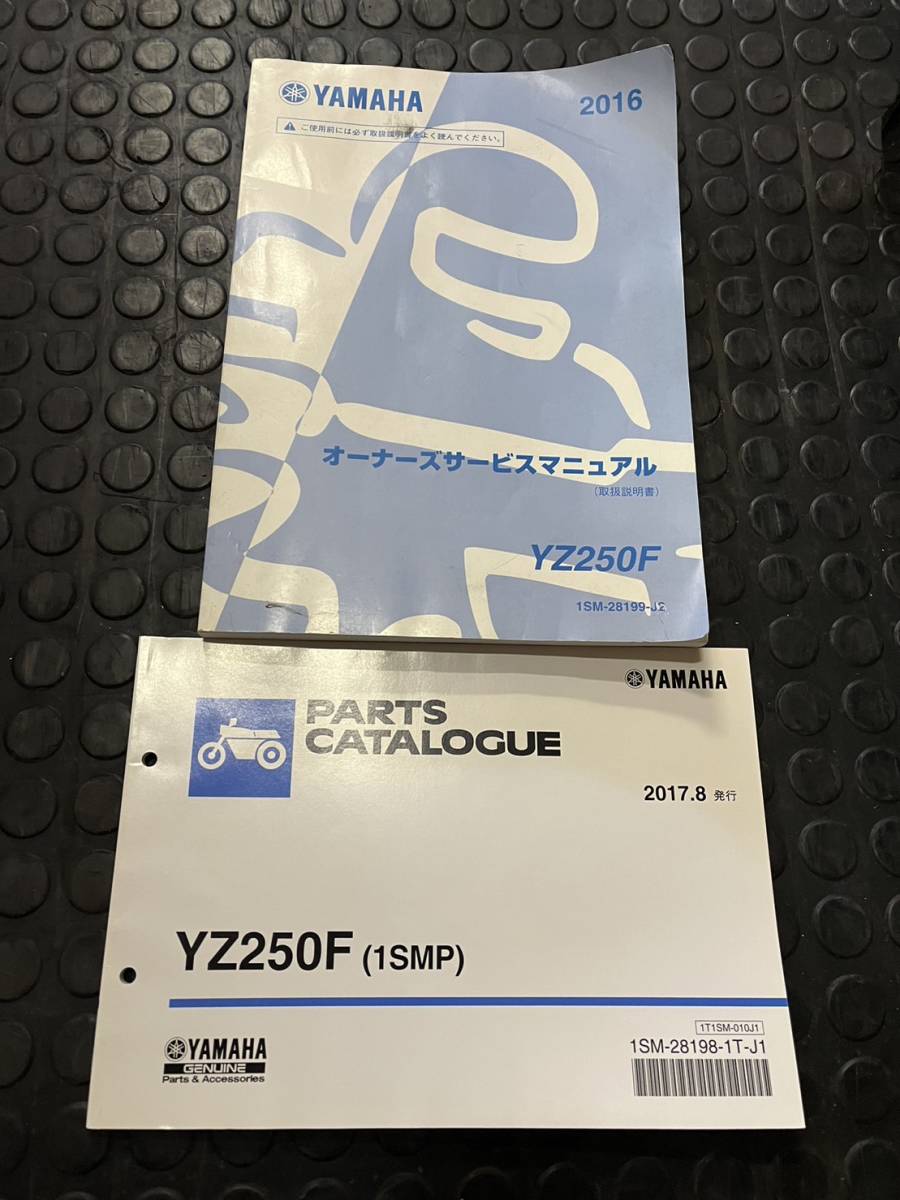 YAMAHA
2016
ご使用前には必ず取扱説明書をよく読んでください。
オーナーズサービスマニュアル
(取扱説明書)
YZ250F
1SM-28199-J2
YAMAHA
PARTS
CATALOGUE
2017.8 発行
YZ250F (1SMP)
1T1SM-010J1
1SM-28198-1T-J1
YAMAHA
GENUINE
Parts & Accessories